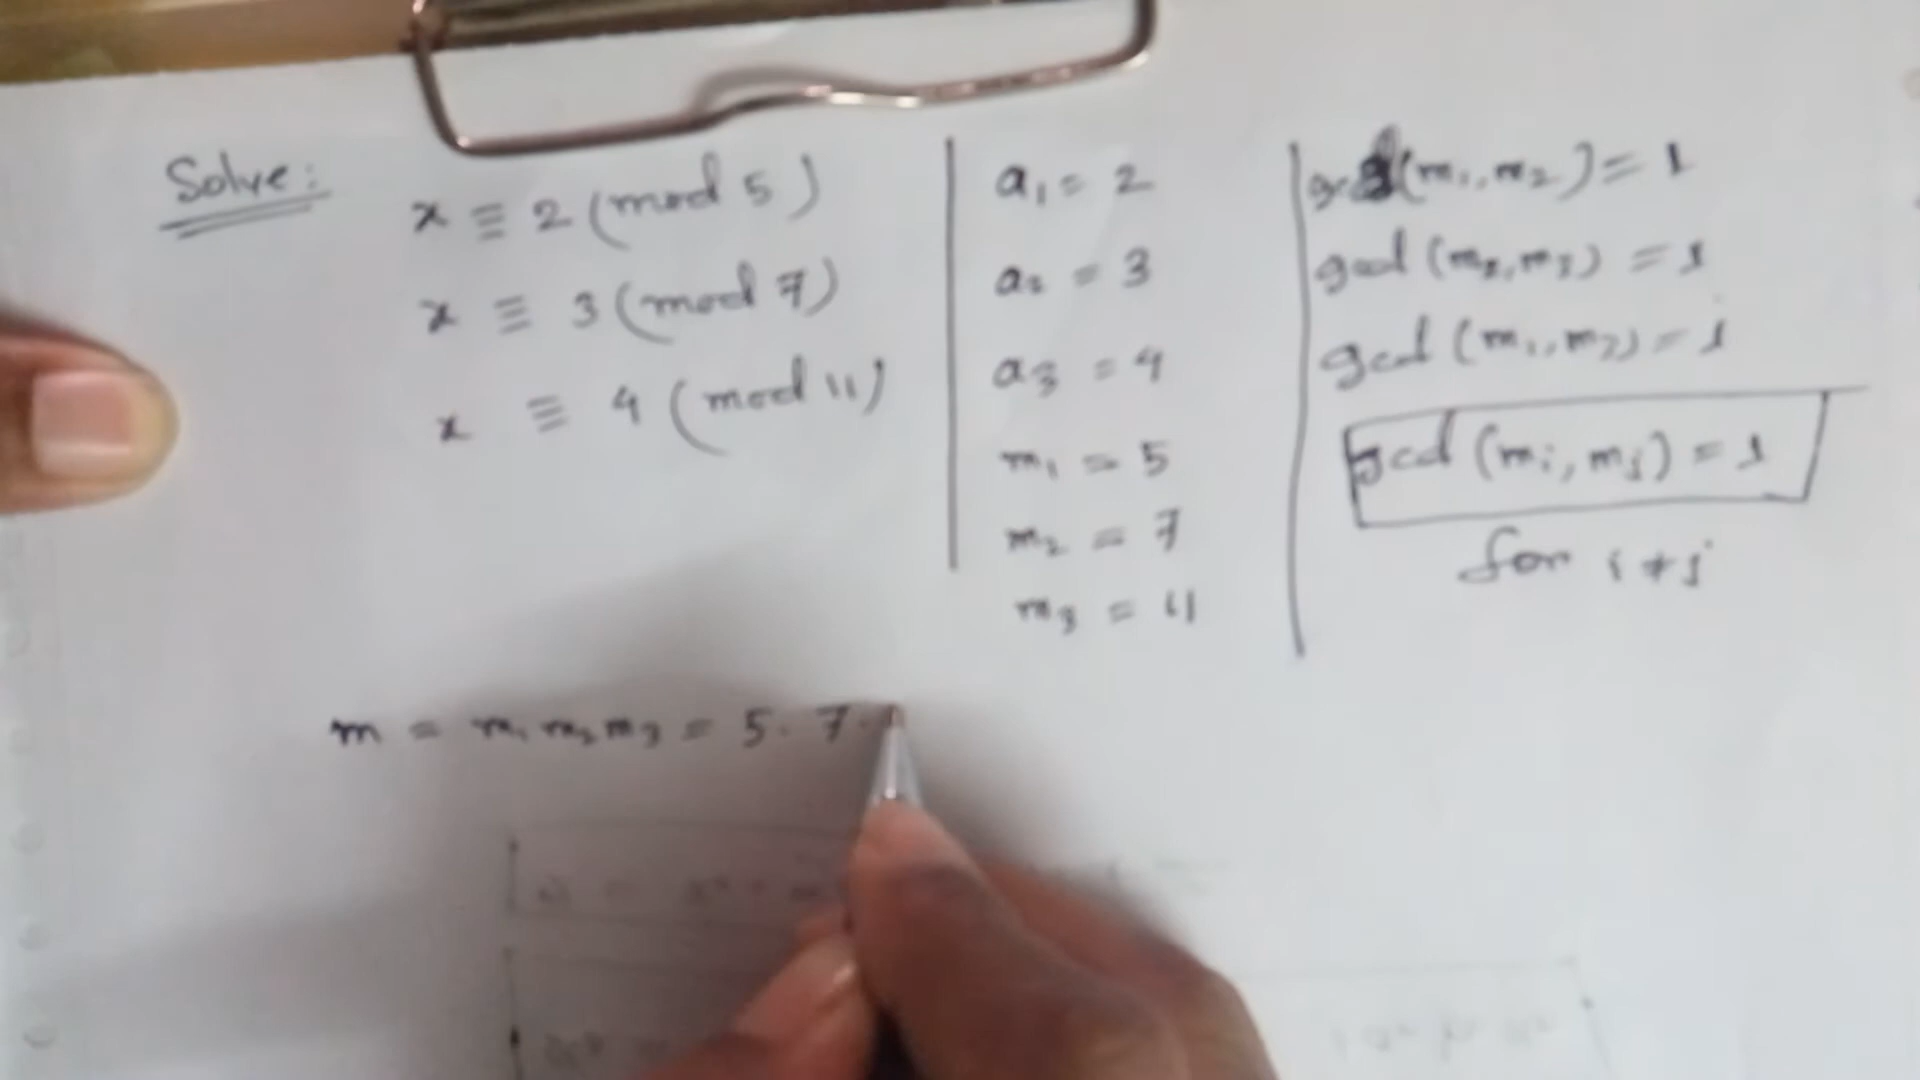 Solve:
x ≡ 2 (mod 5)
x ≡ 3 (mod 7)
x ≡ 4 (mod 11)
a₁ = 2
a₂ = 3
a₃ = 4
m₁ = 5
m₂ = 7
m₃ = 11
gcd (m₁, m₂) = 1
gcd (m₂, m₃) = 1
gcd (m₁, m₃) = 1
gcd (mᵢ, mⱼ) = 1
for i ≠ j
m = m₁ m₂ m₃ = 5 . 7 .